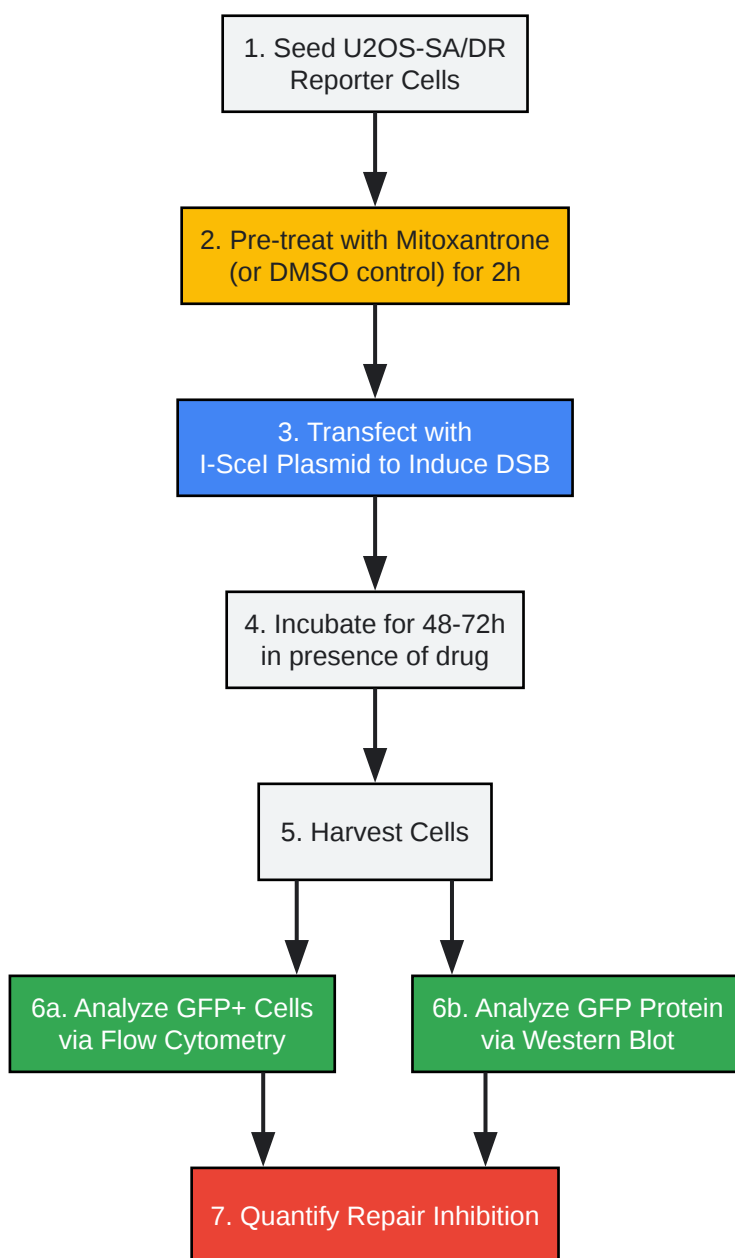 1. Seed U2OS-SA/DR
Reporter Cells
2. Pre-treat with Mitoxantrone
(or DMSO control) for 2h
3. Transfect with
I-SceI Plasmid to Induce DSB
4. Incubate for 48-72h
in presence of drug
5. Harvest Cells
6a. Analyze GFP+ Cells
via Flow Cytometry
6b. Analyze GFP Protein
via Western Blot
7. Quantify Repair Inhibition